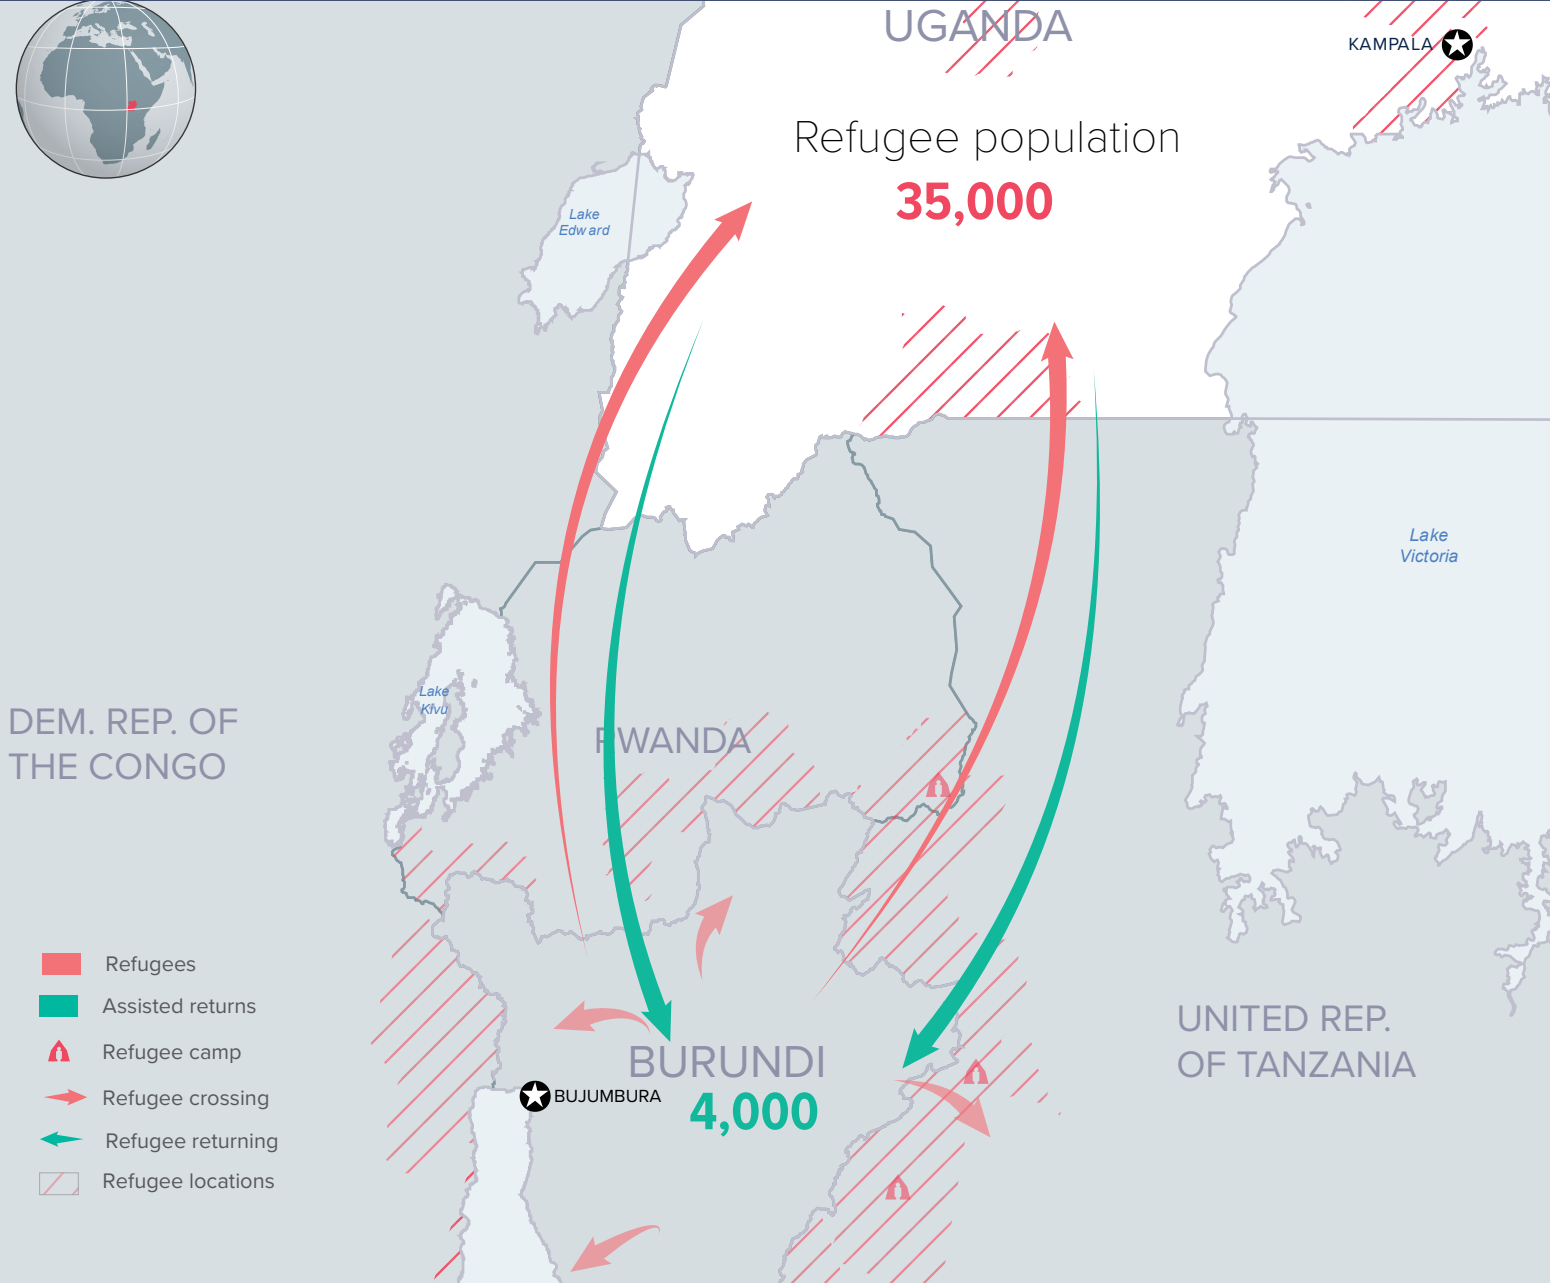 UGANDA
KAMPALA
Refugee population
35,000
Lake
Edward
Lake
Victoria
Lake
Kivu
DEM. REP. OF
THE CONGO
RWANDA
Refugees
Assisted returns
Refugee camp
Refugee crossing
Refugee returning
Refugee locations
UNITED REP.
OF TANZANIA
BURUNDI
BUJUMBURA
4,000